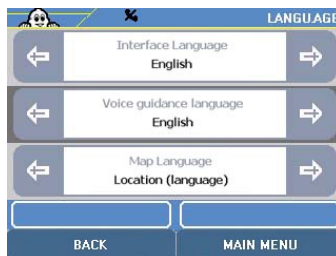 LANGUAGE
Interface Language
English
Voice guidance language
English
Map Language
Location (language)
BACK
MAIN MENU